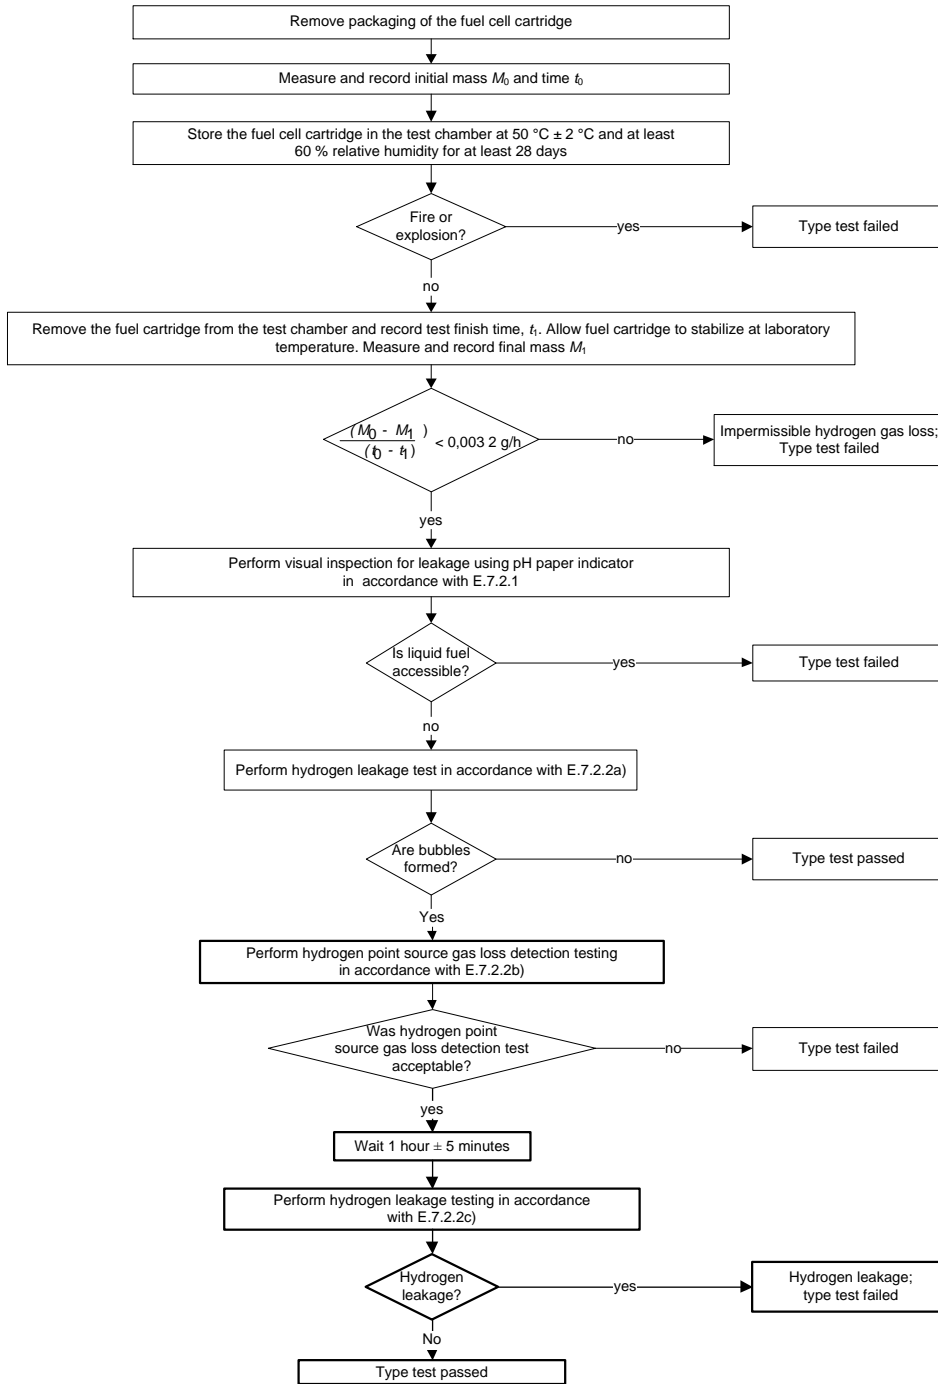 Remove packaging of the fuel cell cartridge
Measure and record initial mass M0 and time t0
Store the fuel cell cartridge in the test chamber at 50 °C ± 2 °C and at least
60 % relative humidity for at least 28 days
Fire or
explosion?
yes
Type test failed
no
Remove the fuel cartridge from the test chamber and record test finish time, t1. Allow fuel cartridge to stabilize at laboratory
temperature. Measure and record final mass M1
(M0 - M1 )
(t0 - t1)
< 0,003 2 g/h
no
Impermissible hydrogen gas loss;
Type test failed
yes
Perform visual inspection for leakage using pH paper indicator
in accordance with E.7.2.1
Is liquid fuel
accessible?
yes
Type test failed
no
Perform hydrogen leakage test in accordance with E.7.2.2a)
Are bubbles
formed?
no
Type test passed
Yes
Perform hydrogen point source gas loss detection testing
in accordance with E.7.2.2b)
Was hydrogen point
source gas loss detection test
acceptable?
no
Type test failed
yes
Wait 1 hour ± 5 minutes
Perform hydrogen leakage testing in accordance
with E.7.2.2c)
Hydrogen
leakage?
yes
Hydrogen leakage;
type test failed
No
Type test passed